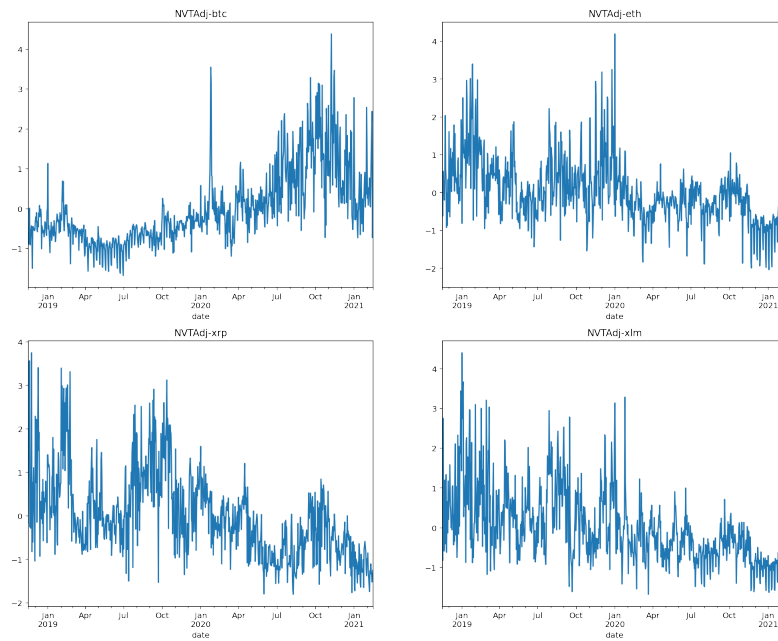 NVTAdj-btc
4
3
2
1
0
−1
Jan
2019
Apr
Jul
Oct
Jan
2020
Apr
Jul
Oct
Jan
2021
date
NVTAdj-eth
4
3
2
1
0
−1
−2
Jan
2019
Apr
Jul
Oct
Jan
2020
Apr
Jul
Oct
Jan
2021
date
NVTAdj-xrp
4
3
2
1
0
−1
−2
Jan
2019
Apr
Jul
Oct
Jan
2020
Apr
Jul
Oct
Jan
2021
date
NVTAdj-xlm
4
3
2
1
0
−1
Jan
2019
Apr
Jul
Oct
Jan
2020
Apr
Jul
Oct
Jan
2021
date